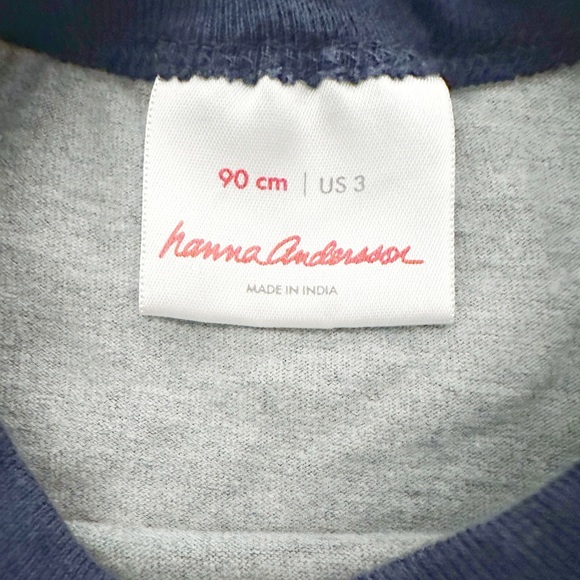 90 cm | US 3
hanna Andersson
MADE IN INDIA